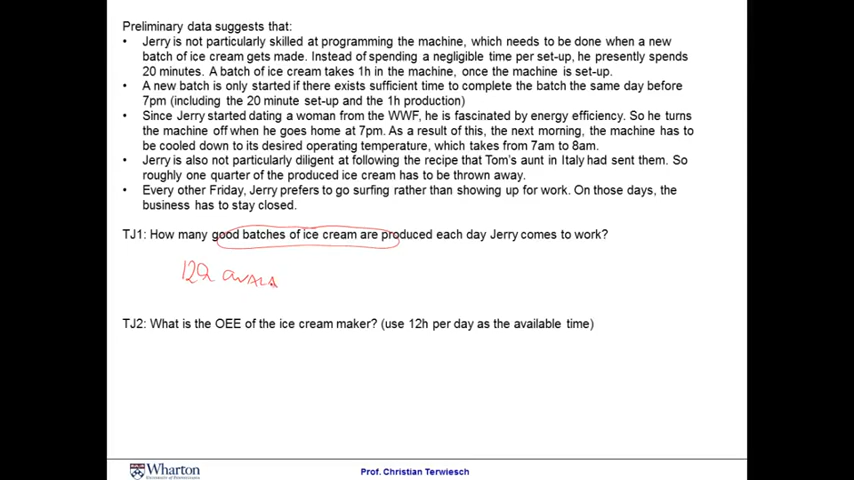 Preliminary data suggests that:
• Jerry is not particularly skilled at programming the machine, which needs to be done when a new
batch of ice cream gets made. Instead of spending a negligible time per set-up, he presently spends
20 minutes. A batch of ice cream takes 1h in the machine, once the machine is set-up.
• A new batch is only started if there exists sufficient time to complete the batch the same day before
7pm (including the 20 minute set-up and the 1h production)
• Since Jerry started dating a woman from the WWF, he is fascinated by energy efficiency. So he turns
the machine off when he goes home at 7pm. As a result of this, the next morning, the machine has to
be cooled down to its desired operating temperature, which takes from 7am to 8am.
• Jerry is also not particularly diligent at following the recipe that Tom's aunt in Italy had sent them. So
roughly one quarter of the produced ice cream has to be thrown away.
• Every other Friday, Jerry prefers to go surfing rather than showing up for work. On those days, the
business has to stay closed.
TJ1: How many good batches of ice cream are produced each day Jerry comes to work?
12h availa
TJ2: What is the OEE of the ice cream maker? (use 12h per day as the available time)
Wharton
UNIVERSITY of PENNSYLVANIA
Prof. Christian Terwiesch